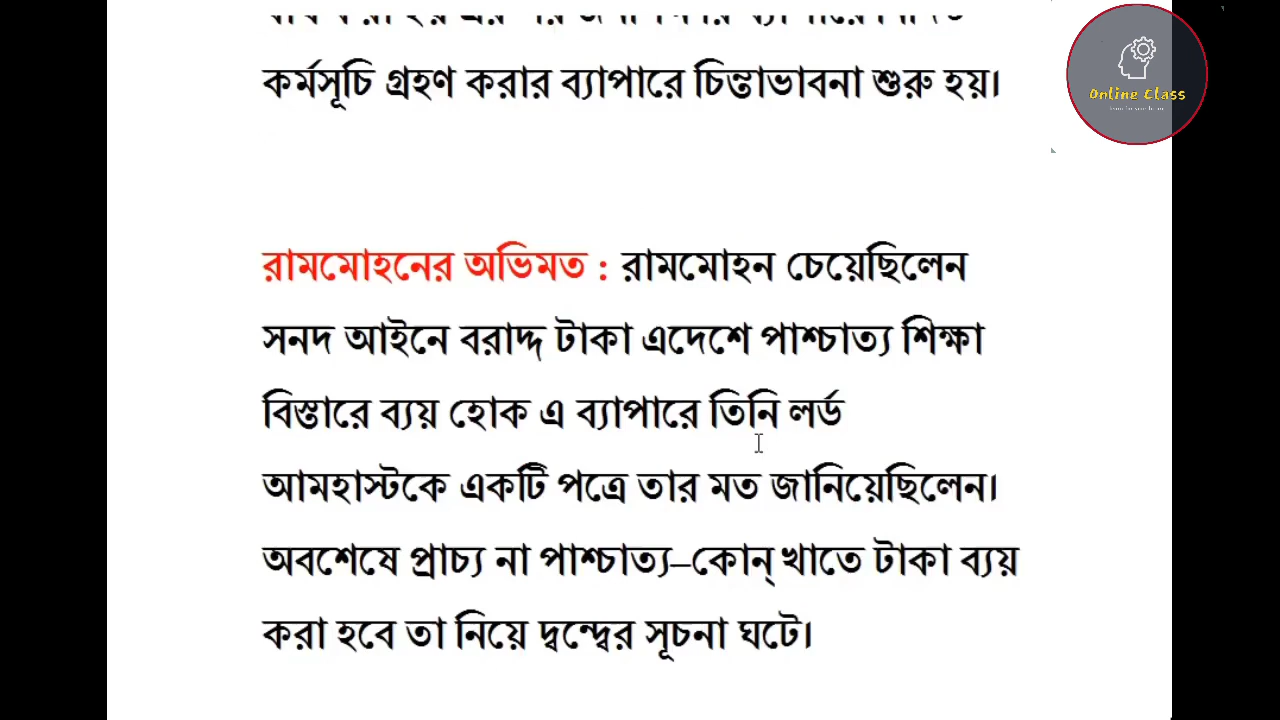 কর্মসূচি গ্রহণ করার ব্যাপারে চিন্তাভাবনা শুরু হয়।
Online Class
রামমোহনের অভিমত : রামমোহন চেয়েছিলেন
সনদ আইনে বরাদ্দ টাকা এদেশে পাশ্চাত্য শিক্ষা
বিস্তারে ব্যয় হোক এ ব্যাপারে তিনি লর্ড
আমহাস্টকে একটি পত্রে তার মত জানিয়েছিলেন।
অবশেষে প্রাচ্য না পাশ্চাত্য–কোন্ খাতে টাকা ব্যয়
করা হবে তা নিয়ে দ্বন্দ্বের সূচনা ঘটে।